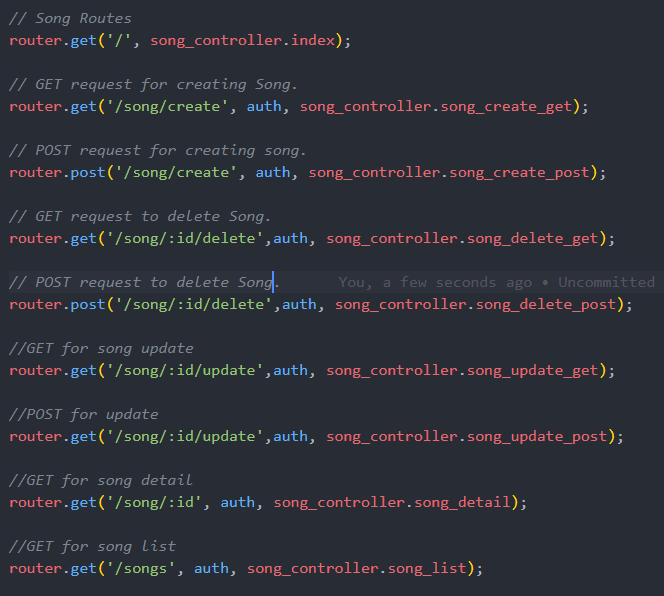 // Song Routes
router.get('/', song_controller.index);
// GET request for creating Song.
router.get('/song/create', auth, song_controller.song_create_get);
// POST request for creating song.
router.post('/song/create', auth, song_controller.song_create_post);
// GET request to delete Song.
router.get('/song/:id/delete',auth, song_controller.song_delete_get);
// POST request to delete Song. You, a few seconds ago • Uncommitted
router.post('/song/:id/delete',auth, song_controller.song_delete_post);
//GET for song update
router.get('/song/:id/update',auth, song_controller.song_update_get);
//POST for update
router.get('/song/:id/update',auth, song_controller.song_update_post);
//GET for song detail
router.get('/song/:id', auth, song_controller.song_detail);
//GET for song list
router.get('/songs', auth, song_controller.song_list);